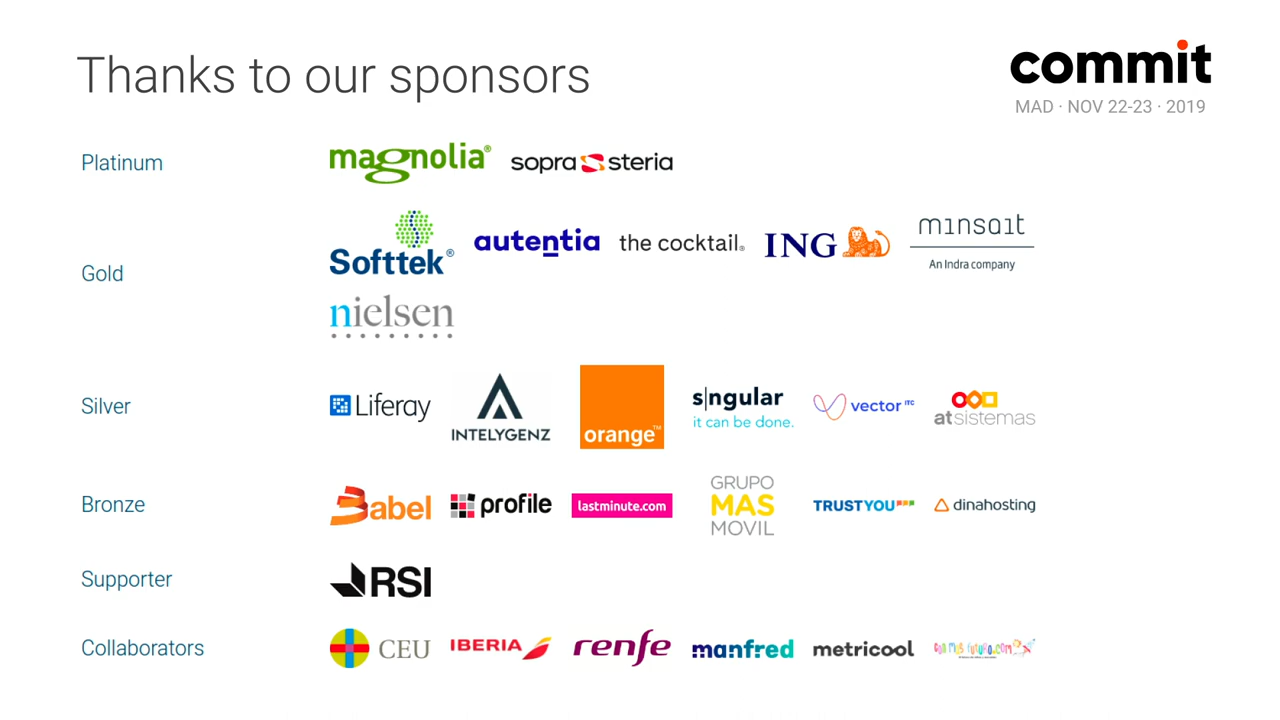 Thanks to our sponsors
commit
MAD · NOV 22-23 · 2019
Platinum
magnolia®
sopra steria
Gold
Softtek®
autentia
the cocktail®
ING
minsait
An Indra company
nielsen
Silver
Liferay
INTELYGENZ
orange™
s|ngular
it can be done.
vector ITC
atsistemas
Bronze
Babel
profile
lastminute.com
GRUPO
MAS
MOVIL
TRUSTYOU
dinahosting
Supporter
RSI
Collaborators
CEU
IBERIA
renfe
manfred
metricool